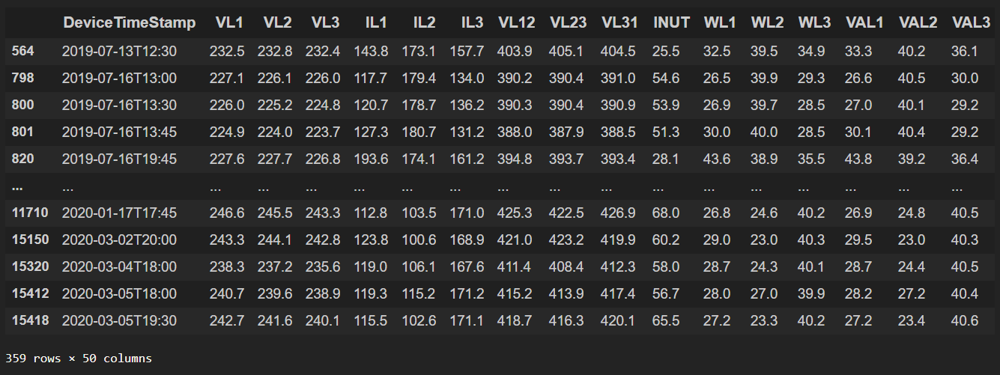 DeviceTimeStamp VL1 VL2 VL3 IL1 IL2 IL3 VL12 VL23 VL31 INUT WL1 WL2 WL3 VAL1 VAL2 VAL3
564 2019-07-13T12:30 232.5 232.8 232.4 143.8 173.1 157.7 403.9 405.1 404.5 25.5 32.5 39.5 34.9 33.3 40.2 36.1
798 2019-07-16T13:00 227.1 226.1 226.0 117.7 179.4 134.0 390.2 390.4 391.0 54.6 26.5 39.9 29.3 26.6 40.5 30.0
800 2019-07-16T13:30 226.0 225.2 224.8 120.7 178.7 136.2 390.3 390.4 390.9 53.9 26.9 39.7 28.5 27.0 40.1 29.2
801 2019-07-16T13:45 224.9 224.0 223.7 127.3 180.7 131.2 388.0 387.9 388.5 51.3 30.0 40.0 28.5 30.1 40.4 29.2
820 2019-07-16T19:45 227.6 227.7 226.8 193.6 174.1 161.2 394.8 393.7 393.4 28.1 43.6 38.9 35.5 43.8 39.2 36.4
... ... ... ... ... ... ... ... ... ... ... ... ... ... ... ... ... ...
11710 2020-01-17T17:45 246.6 245.5 243.3 112.8 103.5 171.0 425.3 422.5 426.9 68.0 26.8 24.6 40.2 26.9 24.8 40.5
15150 2020-03-02T20:00 243.3 244.1 242.8 123.8 100.6 168.9 421.0 423.2 419.9 60.2 29.0 23.0 40.3 29.5 23.0 40.3
15320 2020-03-04T18:00 238.3 237.2 235.6 119.0 106.1 167.6 411.4 408.4 412.3 58.0 28.7 24.3 40.1 28.7 24.4 40.5
15412 2020-03-05T18:00 240.7 239.6 238.9 119.3 115.2 171.2 415.2 413.9 417.4 56.7 28.0 27.0 39.9 28.2 27.2 40.4
15418 2020-03-05T19:30 242.7 241.6 240.1 115.5 102.6 171.1 418.7 416.3 420.1 65.5 27.2 23.3 40.2 27.2 23.4 40.6
359 rows × 50 columns